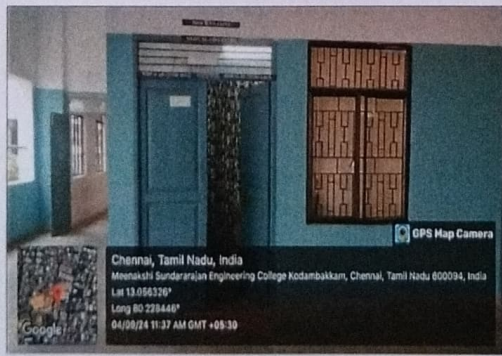 GPS Map Camera
Chennai, Tamil Nadu, India
Meenakshi Sundararajan Engineering College Kodambakkam, Chennai, Tamil Nadu 600094, India
Lat 13.056326°
Long 80.228446°
04/09/24 11:37 AM GMT +05:30
Google